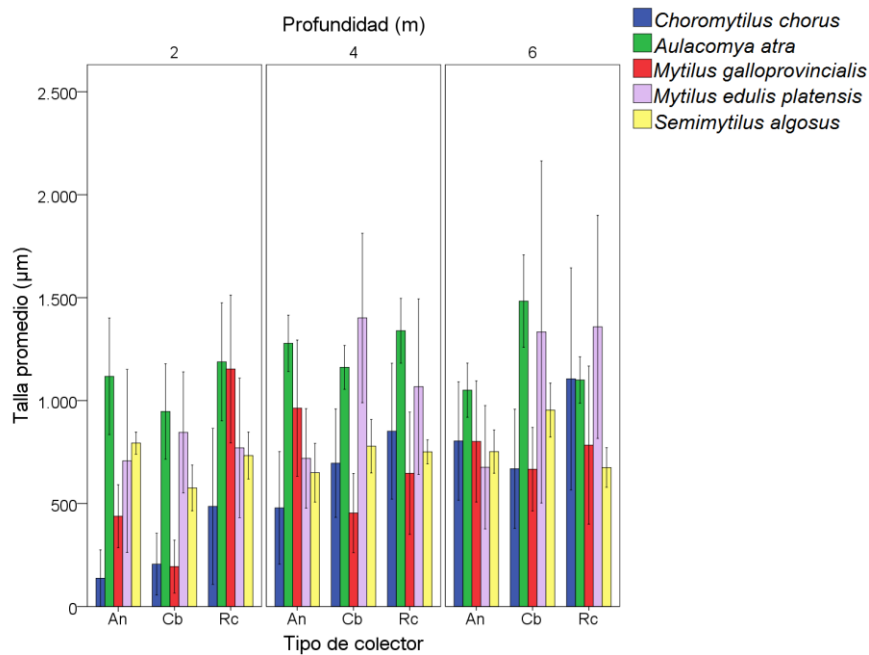 Profundidad (m)
2 4 6
Choromytilus chorus
Aulacomya atra
Mytilus galloprovincialis
Mytilus edulis platensis
Semimytilus algosus
Talla promedio (µm)
2.500
2.000
1.500
1.000
500
0
An Cb Rc An Cb Rc An Cb Rc
Tipo de colector